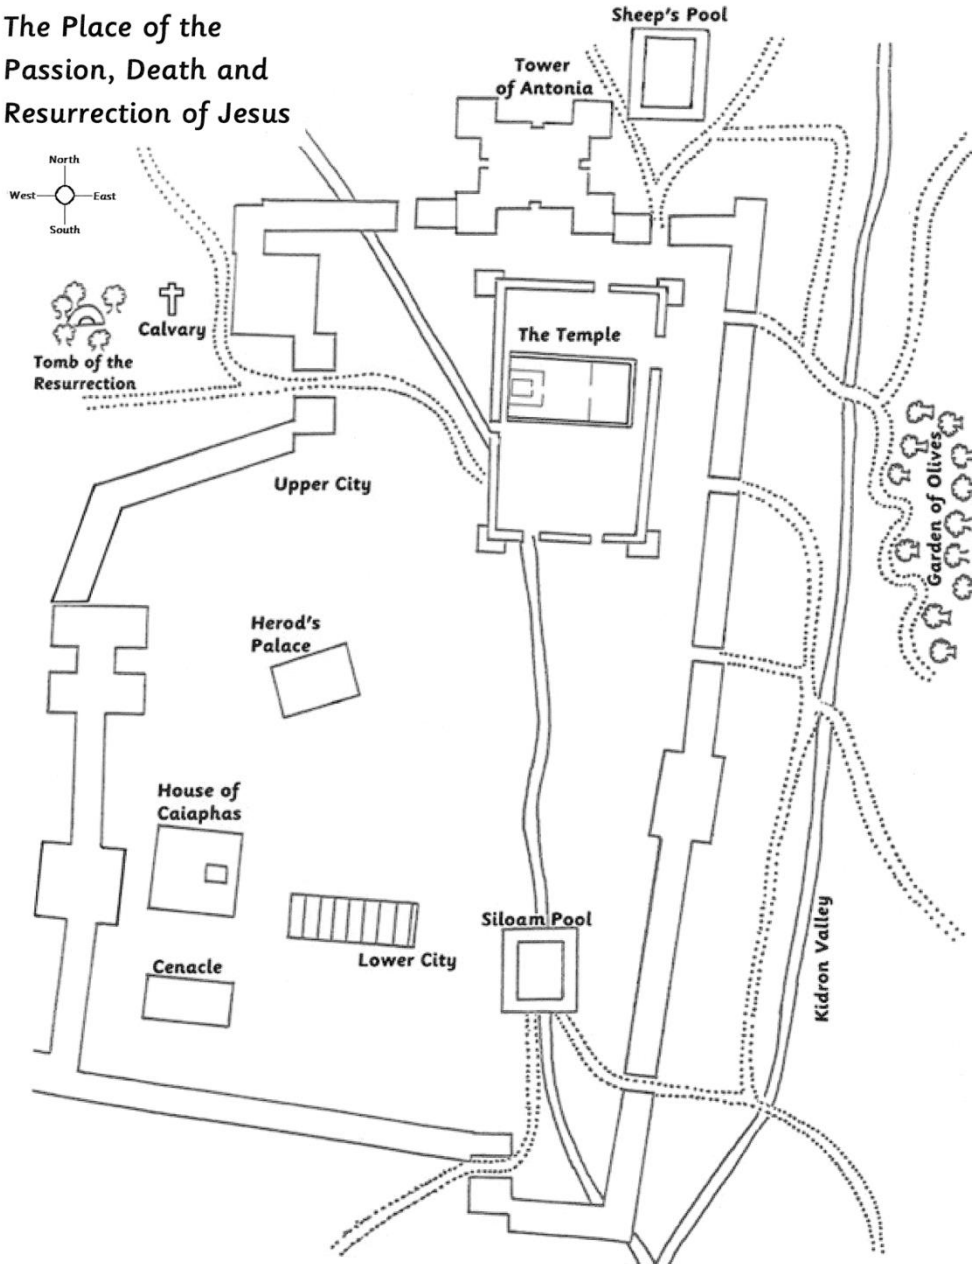 The Place of the
Passion, Death and
Resurrection of Jesus
Sheep's Pool
Tower
of Antonia
North
West
East
South
Calvary
Tomb of the
Resurrection
The Temple
Upper City
Garden of Olives
Herod's
Palace
House of
Caiaphas
Siloam Pool
Lower City
Cenacle
Kidron Valley